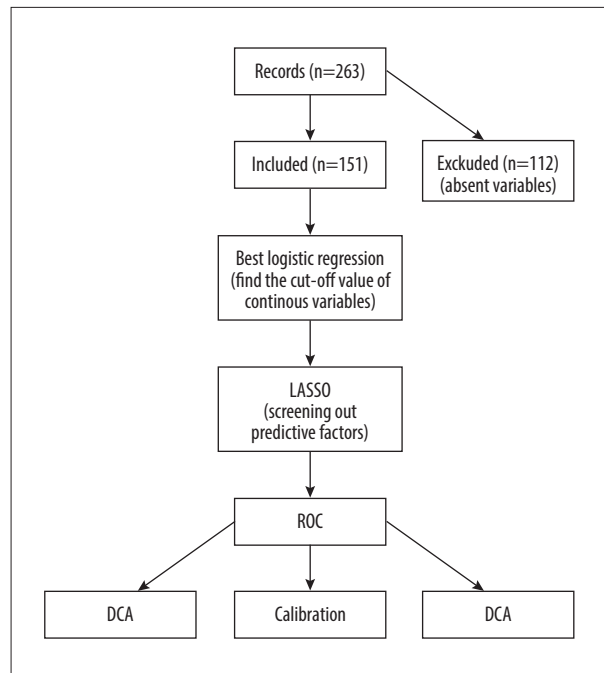 Records (n=263)
Included (n=151)
Exckuded (n=112)
(absent variables)
Best logistic regression
(find the cut-off value of
continous variables)
LASSO
(screening out
predictive factors)
ROC
DCA
Calibration
DCA